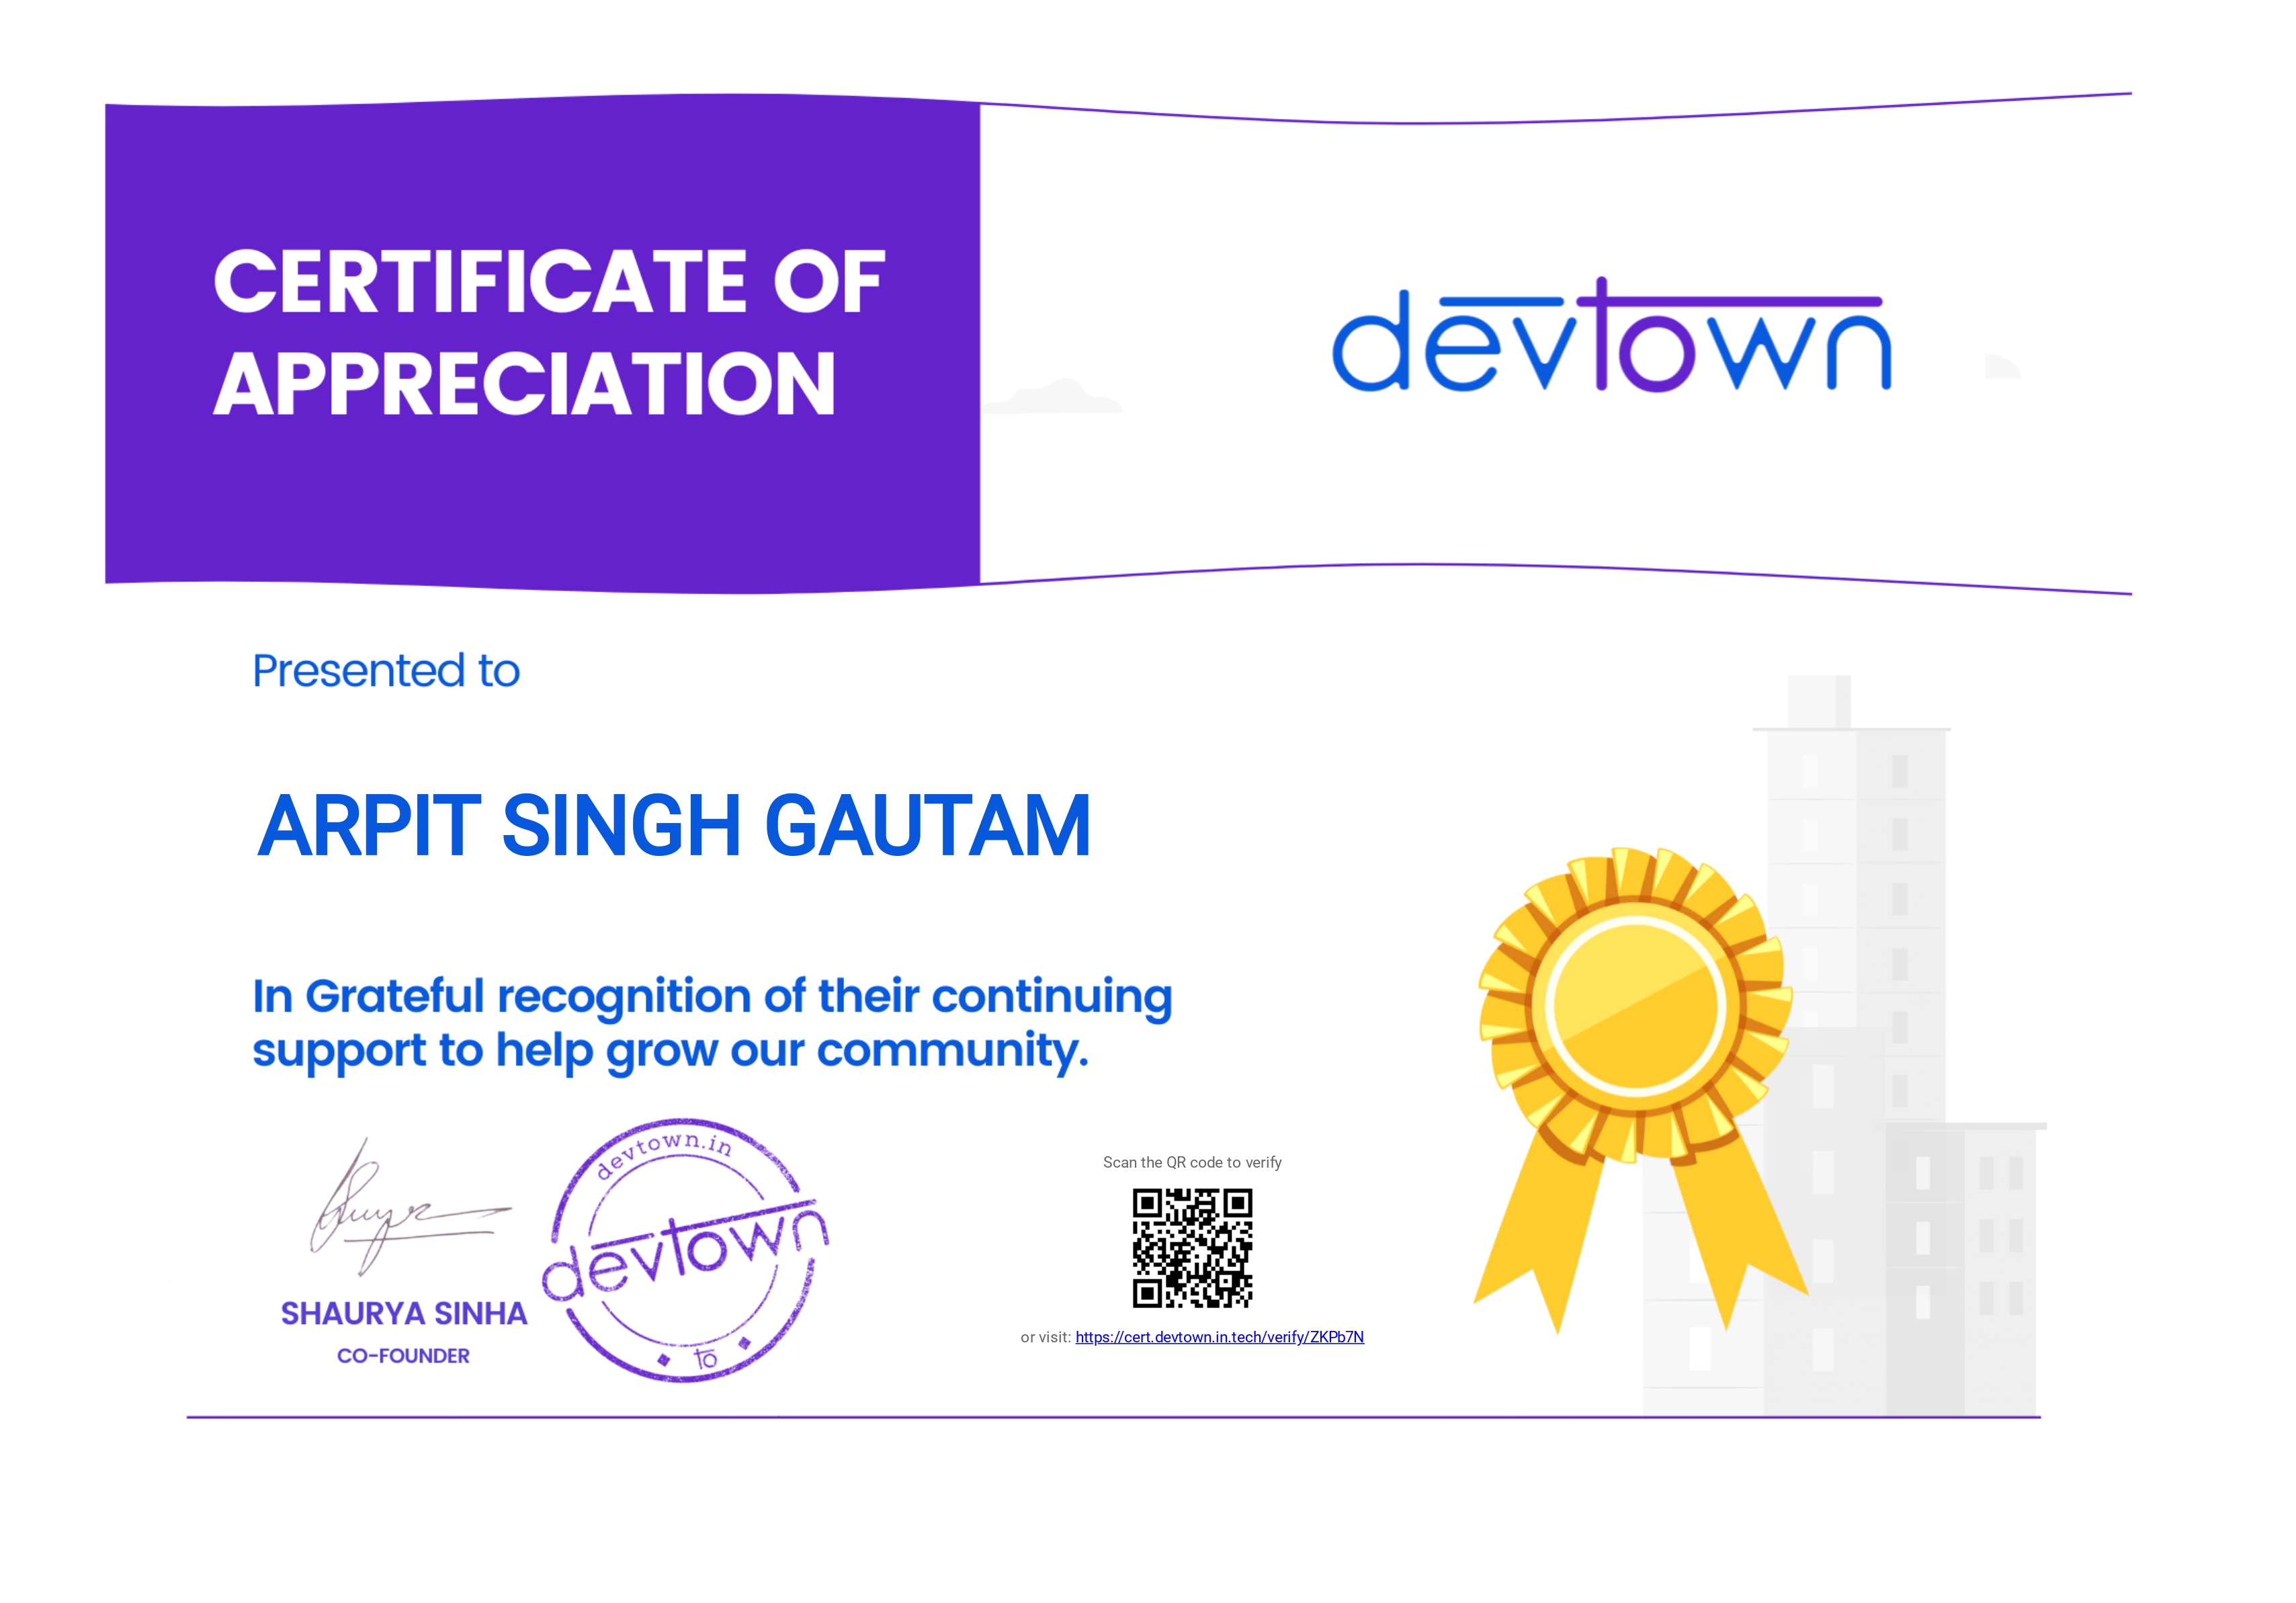 CERTIFICATE OF
APPRECIATION
devtown
Presented to
ARPIT SINGH GAUTAM
In Grateful recognition of their continuing
support to help grow our community.
devtown.in
devtown
to
SHAURYA SINHA
CO-FOUNDER
Scan the QR code to verify
or visit: https://cert.devtown.in.tech/verify/ZKPb7N